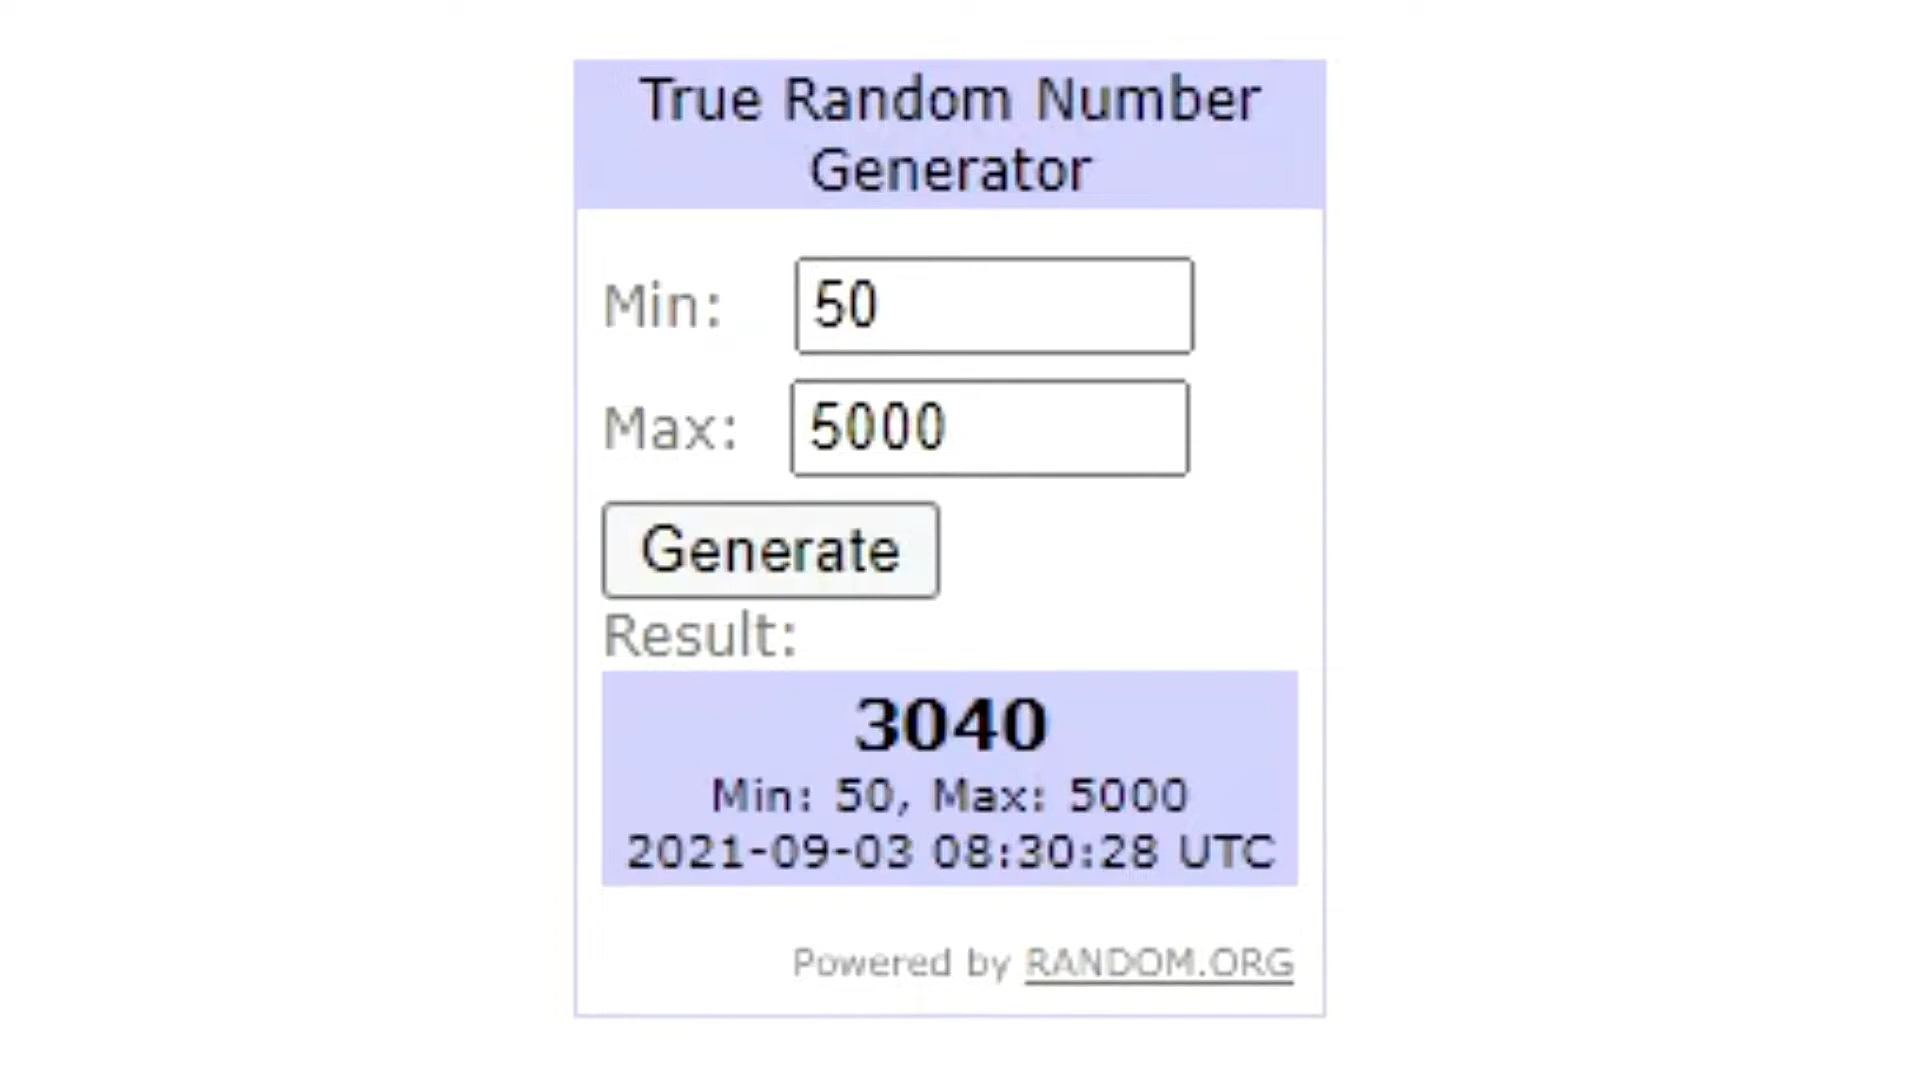 True Random Number
Generator
Min: 50
Max: 5000
Generate
Result:
3040
Min: 50, Max: 5000
2021-09-03 08:30:28 UTC
Powered by RANDOM.ORG